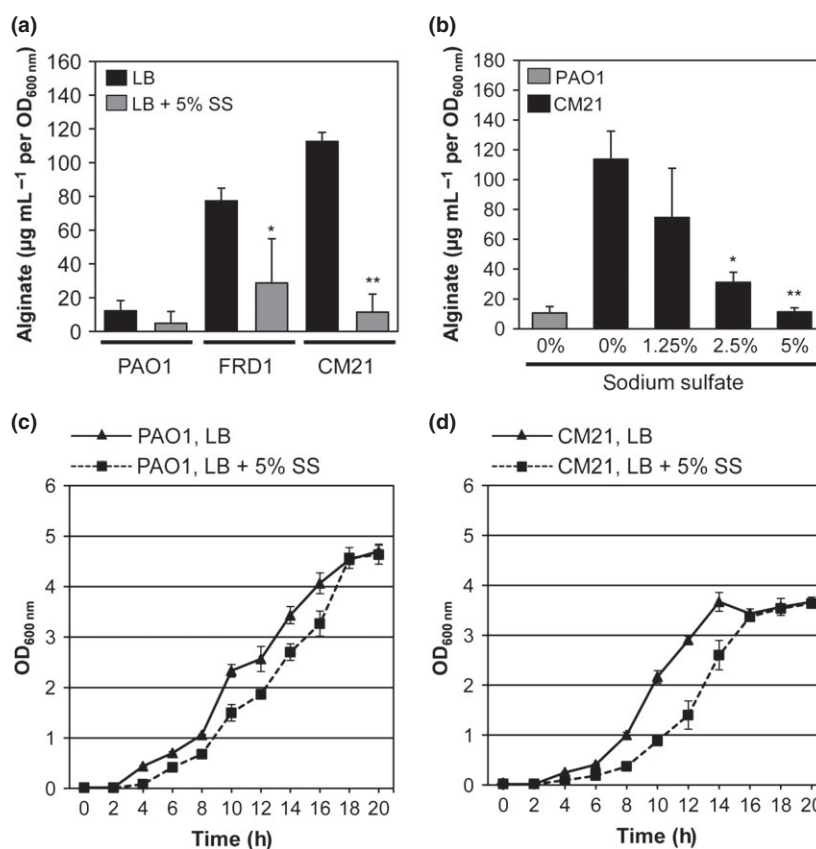 (a)
LB
LB + 5% SS
Alginate (µg mL⁻¹ per OD₆₀₀ ₙₘ)
160
140
120
100
80
60
40
20
0
*
**
PAO1 FRD1 CM21
(b)
PAO1
CM21
Alginate (µg mL⁻¹ per OD₆₀₀ ₙₘ)
160
140
120
100
80
60
40
20
0
*
**
0% 0% 1.25% 2.5% 5%
Sodium sulfate
(c)
PAO1, LB
PAO1, LB + 5% SS
OD₆₀₀ ₙₘ
6
5
4
3
2
1
0
0 2 4 6 8 10 12 14 16 18 20
Time (h)
(d)
CM21, LB
CM21, LB + 5% SS
OD₆₀₀ ₙₘ
6
5
4
3
2
1
0
0 2 4 6 8 10 12 14 16 18 20
Time (h)